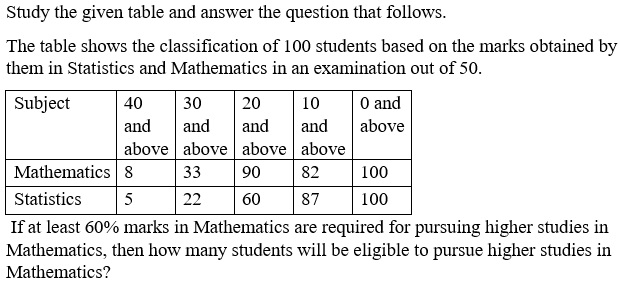 Study the given table and answer the question that follows.
The table shows the classification of 100 students based on the marks obtained by
them in Statistics and Mathematics in an examination out of 50.
Subject 40 and above 30 and above 20 and above 10 and above 0 and above
Mathematics 8 33 90 82 100
Statistics 5 22 60 87 100
If at least 60% marks in Mathematics are required for pursuing higher studies in
Mathematics, then how many students will be eligible to pursue higher studies in
Mathematics?